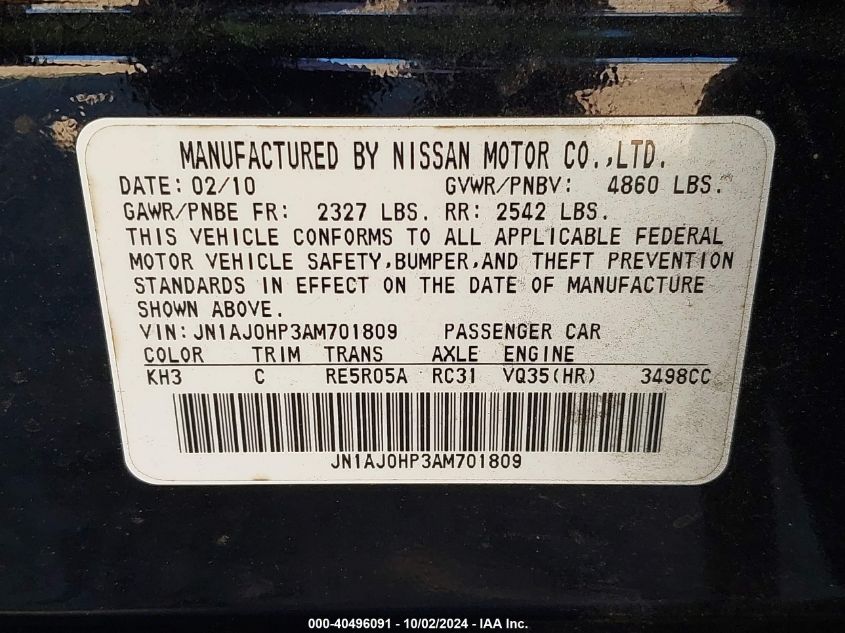 MANUFACTURED BY NISSAN MOTOR CO.,LTD.
DATE: 02/10 GVWR/PNBV: 4860 LBS.
GAWR/PNBE FR: 2327 LBS. RR: 2542 LBS.
THIS VEHICLE CONFORMS TO ALL APPLICABLE FEDERAL
MOTOR VEHICLE SAFETY,BUMPER,AND THEFT PREVENTION
STANDARDS IN EFFECT ON THE DATE OF MANUFACTURE
SHOWN ABOVE.
VIN:JN1AJ0HP3AM701809 PASSENGER CAR
COLOR TRIM TRANS AXLE ENGINE
KH3 C RE5R05A RC31 VQ35(HR) 3498CC
JN1AJ0HP3AM701809
000-40496091 - 10/02/2024 - IAA Inc.